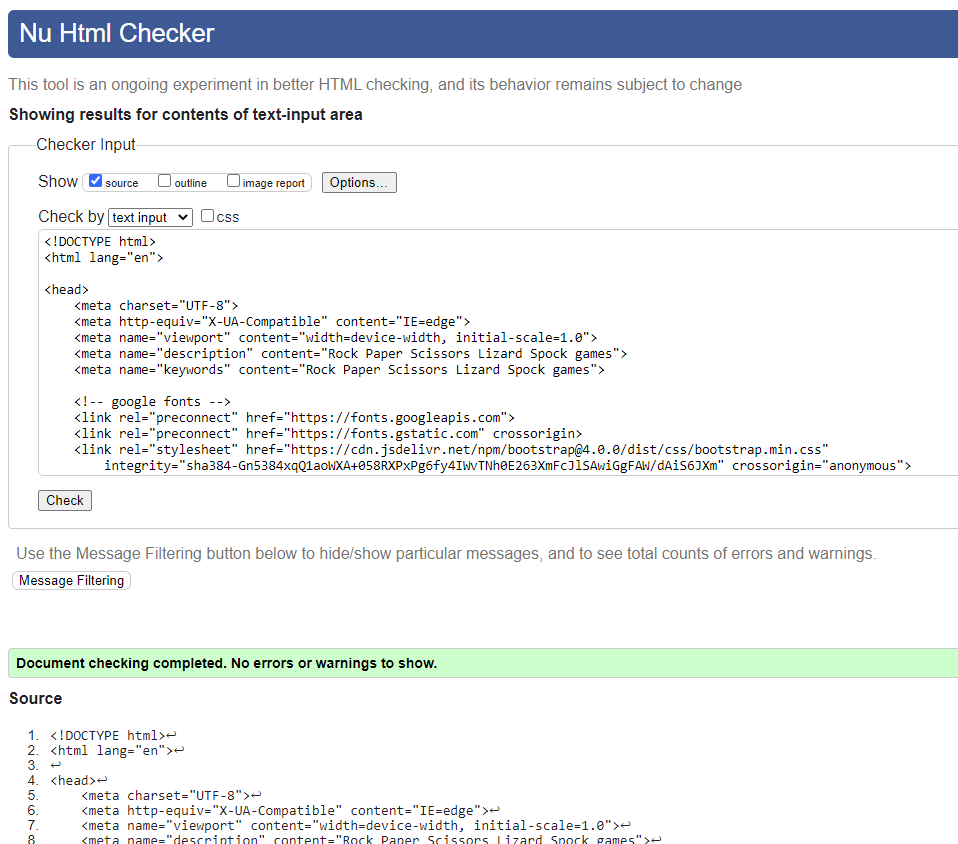 Nu Html Checker
This tool is an ongoing experiment in better HTML checking, and its behavior remains subject to change
Showing results for contents of text-input area
Checker Input
Show source outline image report Options...
Check by text input css
<!DOCTYPE html>
<html lang="en">
<head>
<meta charset="UTF-8">
<meta http-equiv="X-UA-Compatible" content="IE=edge">
<meta name="viewport" content="width=device-width, initial-scale=1.0">
<meta name="description" content="Rock Paper Scissors Lizard Spock games">
<meta name="keywords" content="Rock Paper Scissors Lizard Spock games">
<!-- google fonts -->
<link rel="preconnect" href="https://fonts.googleapis.com">
<link rel="preconnect" href="https://fonts.gstatic.com" crossorigin>
<link rel="stylesheet" href="https://cdn.jsdelivr.net/npm/bootstrap@4.0.0/dist/css/bootstrap.min.css"
integrity="sha384-Gn5384xqQ1aoWXA+058RXPxPg6fy4IWvTNh0E263XmFcJlSAwiGgFAW/dAiS6JXm" crossorigin="anonymous">
Check
Use the Message Filtering button below to hide/show particular messages, and to see total counts of errors and warnings.
Message Filtering
Document checking completed. No errors or warnings to show.
Source
1. <!DOCTYPE html>↩
2. <html lang="en">↩
3. ↩
4. <head>↩
5. <meta charset="UTF-8">↩
6. <meta http-equiv="X-UA-Compatible" content="IE=edge">↩
7. <meta name="viewport" content="width=device-width, initial-scale=1.0">↩
8. <meta name="description" content="Rock Paper Scissors Lizard Spock games">↩